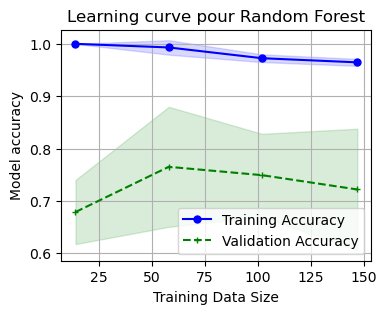 Learning curve pour Random Forest
Model accuracy
1.0
0.9
0.8
0.7
0.6
Training Accuracy
Validation Accuracy
25 50 75 100 125 150
Training Data Size